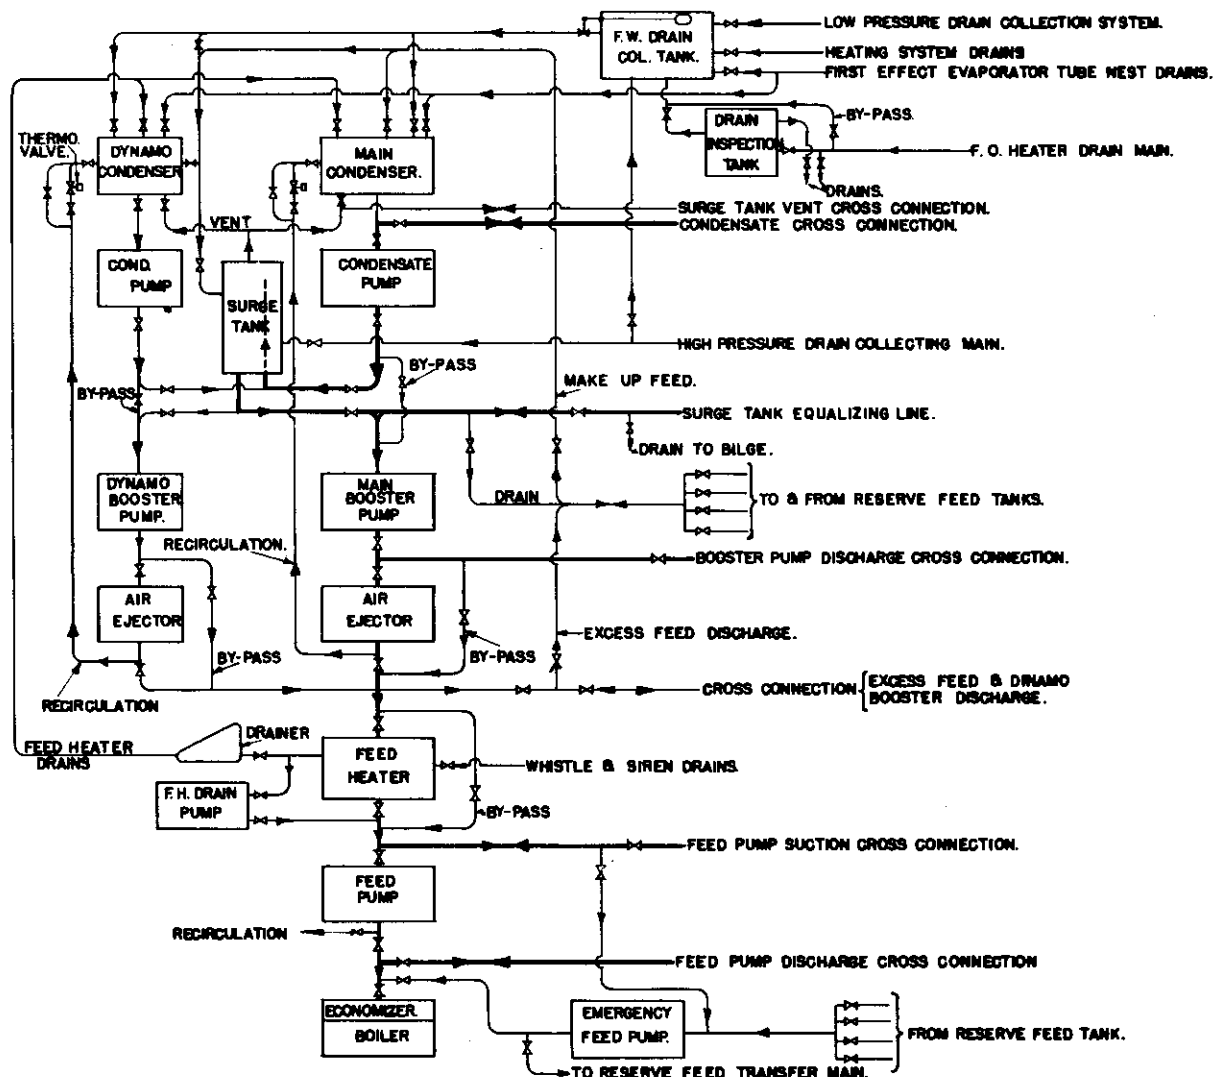 LOW PRESSURE DRAIN COLLECTION SYSTEM.
F.W. DRAIN
COL. TANK.
HEATING SYSTEM DRAINS
FIRST EFFECT EVAPORATOR TUBE NEST DRAINS.
BY-PASS.
DRAIN
INSPECTION
TANK
F. O. HEATER DRAIN MAIN.
DRAINS.
THERMO.
VALVE.
DYNAMO
CONDENSER
MAIN
CONDENSER.
SURGE TANK VENT CROSS CONNECTION.
CONDENSATE CROSS CONNECTION.
VENT
COND.
PUMP
CONDENSATE
PUMP
SURGE
TANK
HIGH PRESSURE DRAIN COLLECTING MAIN.
BY-PASS
MAKE UP FEED.
BY-PASS
SURGE TANK EQUALIZING LINE.
DRAIN TO BILGE.
DYNAMO
BOOSTER
PUMP.
MAIN
BOOSTER
PUMP
DRAIN
TO & FROM RESERVE FEED TANKS.
RECIRCULATION.
BOOSTER PUMP DISCHARGE CROSS CONNECTION.
AIR
EJECTOR
AIR
EJECTOR
EXCESS FEED DISCHARGE.
BY-PASS
BY-PASS
RECIRCULATION
CROSS CONNECTION
EXCESS FEED & DINAMO
BOOSTER DISCHARGE.
DRAINER
FEED HEATER
DRAINS
FEED
HEATER
WHISTLE & SIREN DRAINS.
F. H. DRAIN
PUMP
BY-PASS
FEED PUMP SUCTION CROSS CONNECTION.
FEED
PUMP
RECIRCULATION
FEED PUMP DISCHARGE CROSS CONNECTION
ECONOMIZER.
BOILER
EMERGENCY
FEED PUMP.
FROM RESERVE FEED TANK.
TO RESERVE FEED TRANSFER MAIN.